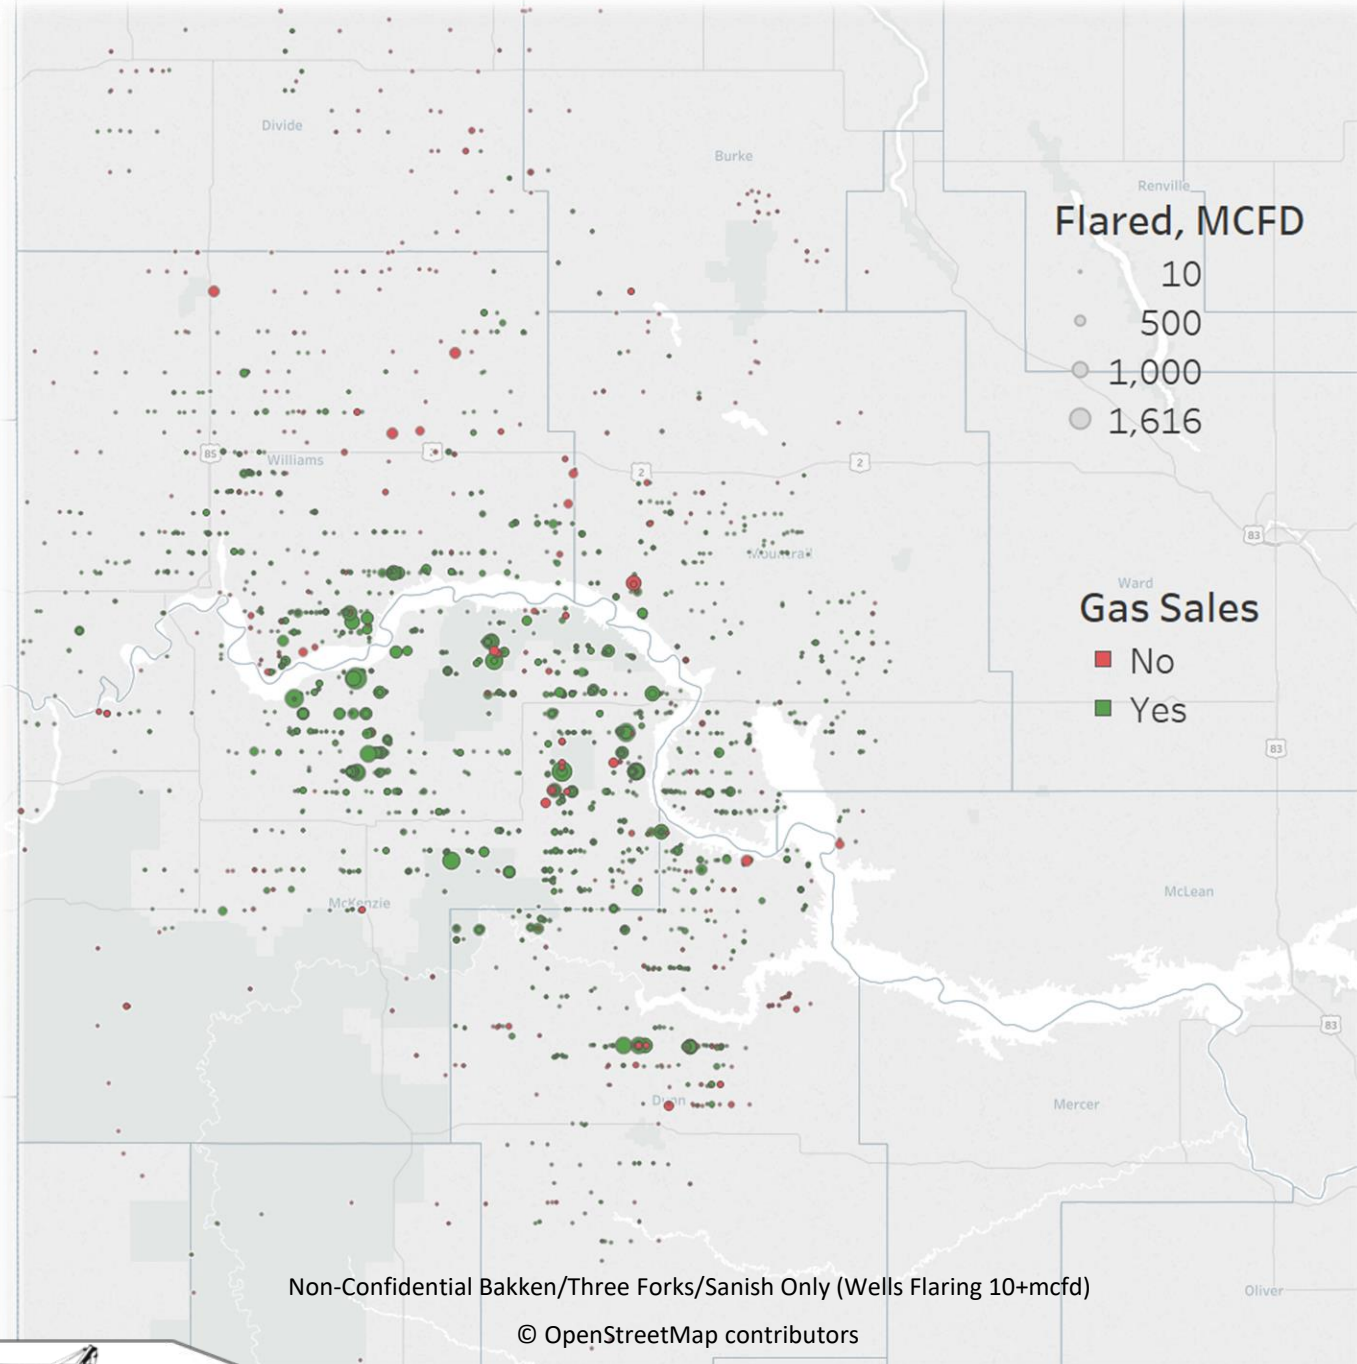 Divide
Burke
Renville
Flared, MCFD
10
500
1,000
1,616
85
Williams
2
2
83
Mountrail
Ward
Gas Sales
No
Yes
83
McKenzie
McLean
83
Dunn
Mercer
Non-Confidential Bakken/Three Forks/Sanish Only (Wells Flaring 10+mcfd)
Oliver
© OpenStreetMap contributors